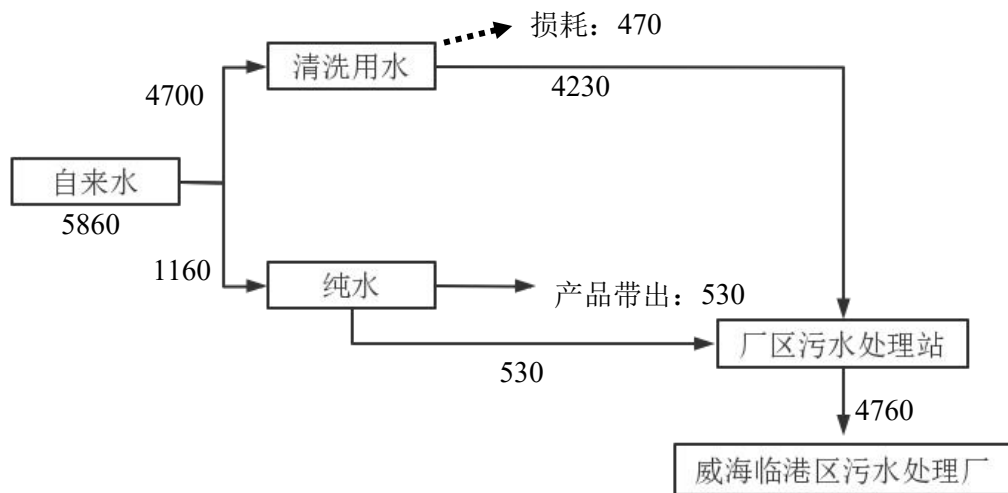 损耗：470
清洗用水
4230
4700
自来水
5860
1160
纯水
产品带出：530
530
厂区污水处理站
4760
威海临港区污水处理厂